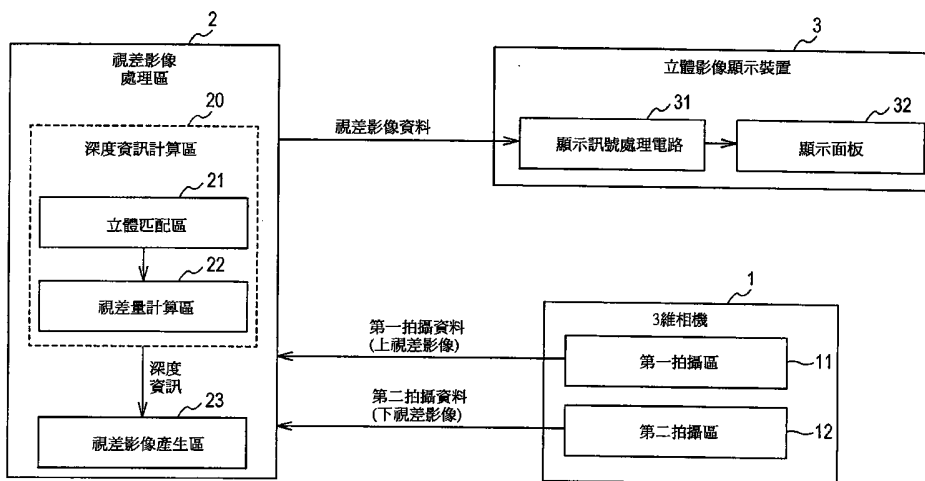 2
視差影像
處理區
20
深度資訊計算區
21
立體匹配區
22
視差量計算區
深度
資訊
23
視差影像產生區
視差影像資料
3
立體影像顯示裝置
31
顯示訊號處理電路
32
顯示面板
1
3維相機
第一拍攝資料
(上視差影像)
第一拍攝區
11
第二拍攝資料
(下視差影像)
第二拍攝區
12